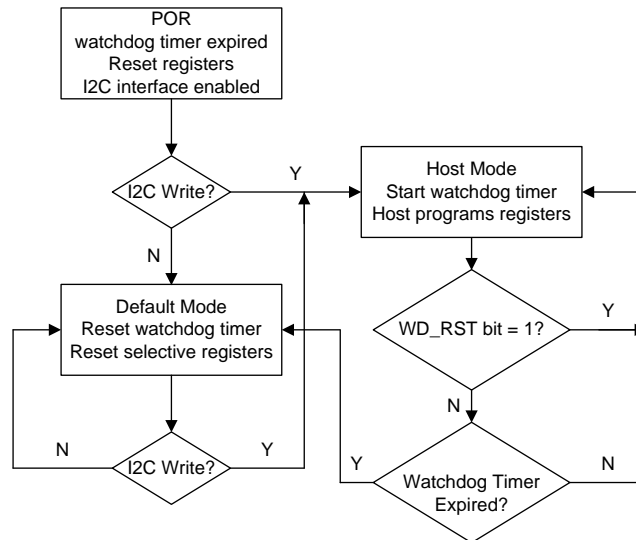 POR
watchdog timer expired
Reset registers
I2C interface enabled
I2C Write?
Y
N
Host Mode
Start watchdog timer
Host programs registers
Default Mode
Reset watchdog timer
Reset selective registers
WD_RST bit = 1?
Y
N
I2C Write?
N
Y
Watchdog Timer
Expired?
Y
N